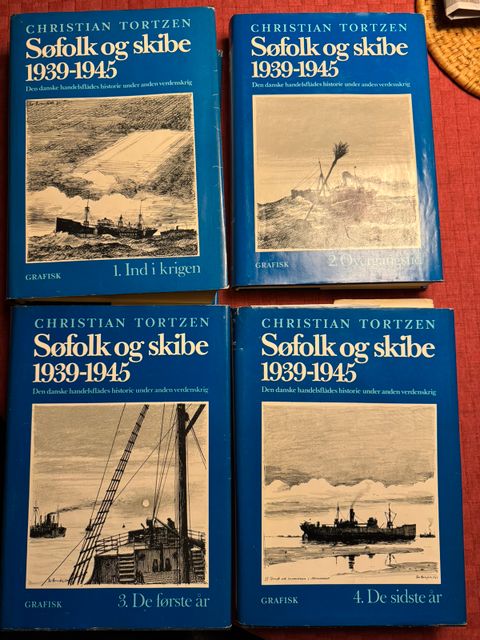 CHRISTIAN TORTZEN
Søfolk og skibe
1939-1945
Den danske handelsflådes historie under anden verdenskrig
GRAFISK
1. Ind i krigen
CHRISTIAN TORTZEN
Søfolk og skibe
1939-1945
Den danske handelsflådes historie under anden verdenskrig
GRAFISK
2. Overgangstid
CHRISTIAN TORTZEN
Søfolk og skibe
1939-1945
Den danske handelsflådes historie under anden verdenskrig
GRAFISK
3. De første år
CHRISTIAN TORTZEN
Søfolk og skibe
1939-1945
Den danske handelsflådes historie under anden verdenskrig
GRAFISK
4. De sidste år